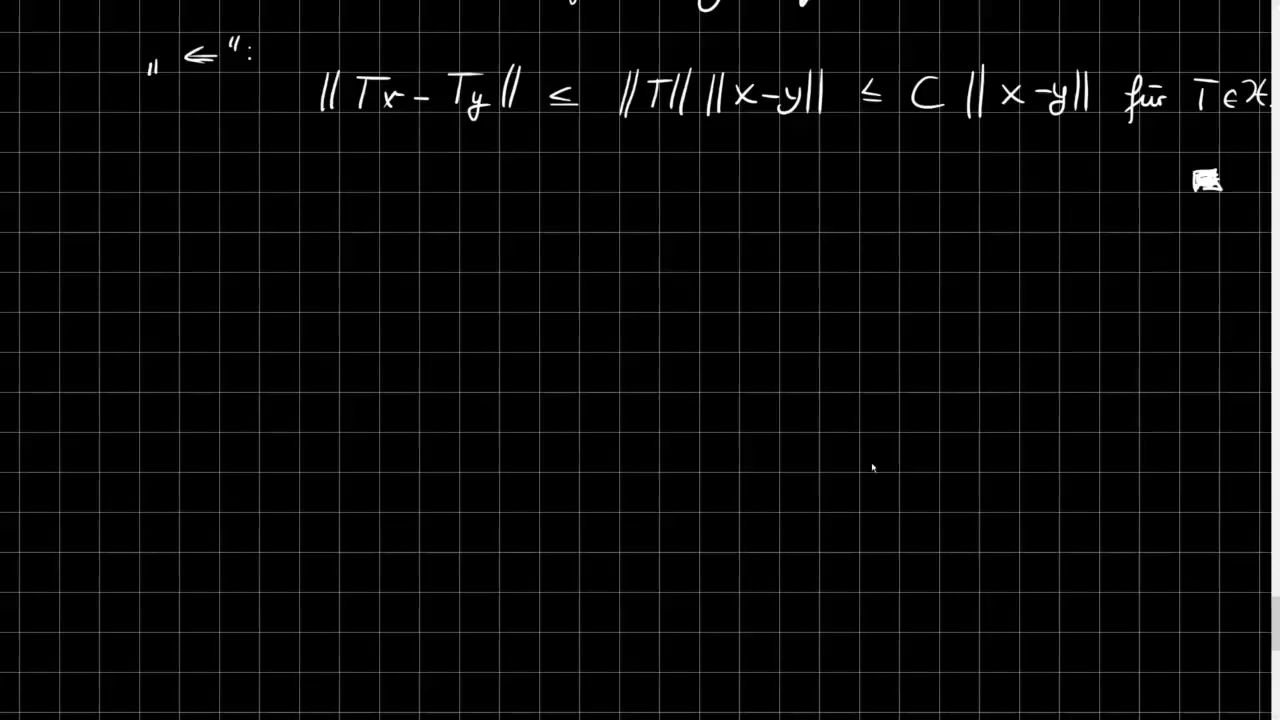 „ ⇐ ":
‖ Tx - Ty ‖ ≤ ‖T‖ ‖x-y‖ ≤ C ‖ x-y‖ für T ∈ ℋ.